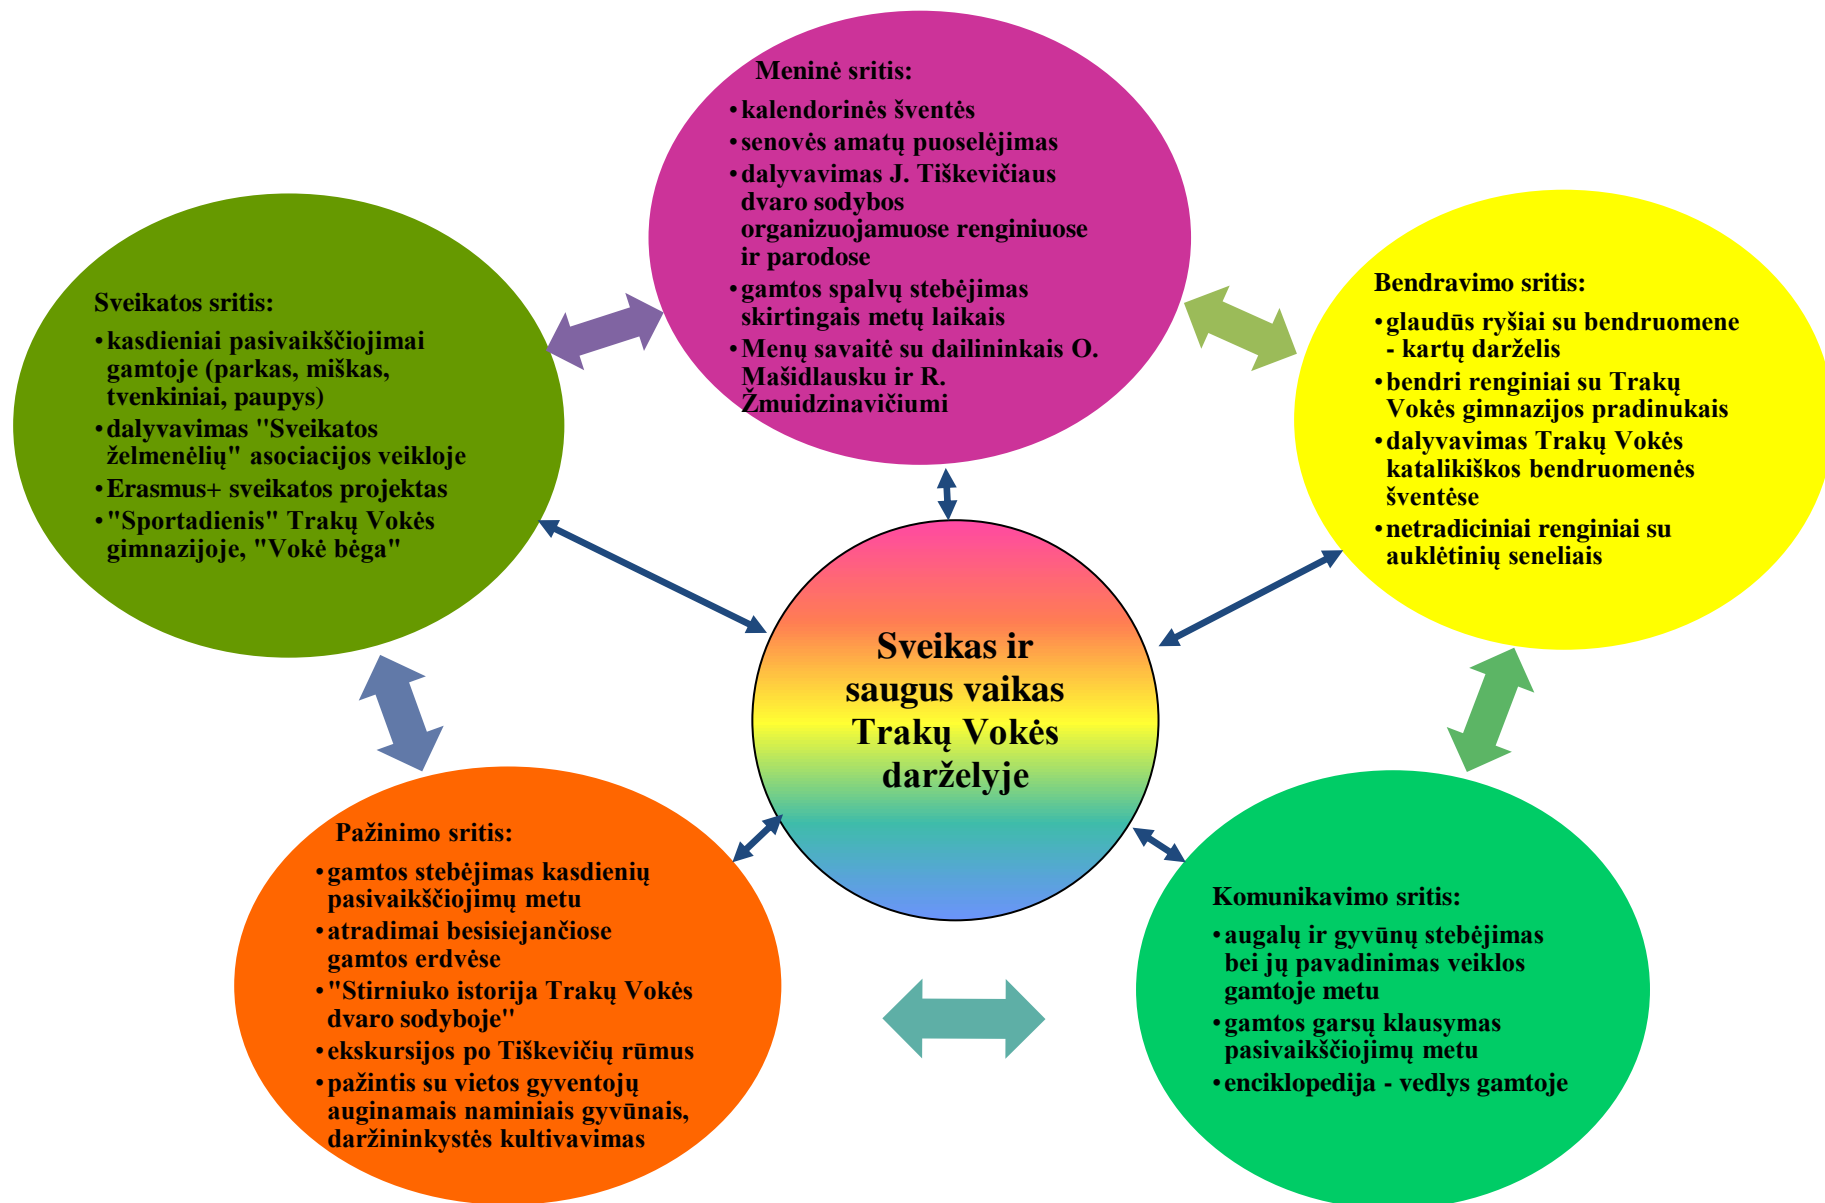 Meninė sritis:
•kalendorinės šventės
•senovės amatų puoselėjimas
•dalyvavimas J. Tiškevičiaus
dvaro sodybos
organizuojamuose renginiuose
ir parodose
•gamtos spalvų stebėjimas
skirtingais metų laikais
•Menų savaitė su dailininkais O.
Mašidlausku ir R.
Žmuidzinavičiumi
Sveikatos sritis:
•kasdieniai pasivaikščiojimai
gamtoje (parkas, miškas,
tvenkiniai, paupys)
•dalyvavimas "Sveikatos
želmenėlių" asociacijos veikloje
•Erasmus+ sveikatos projektas
•"Sportadienis" Trakų Vokės
gimnazijoje, "Vokė bėga"
Bendravimo sritis:
•glaudūs ryšiai su bendruomene
- kartų darželis
•bendri renginiai su Trakų
Vokės gimnazijos pradinukais
•dalyvavimas Trakų Vokės
katalikiškos bendruomenės
šventėse
•netradiciniai renginiai su
auklėtinių seneliais
Sveikas ir
saugus vaikas
Trakų Vokės
darželyje
Pažinimo sritis:
•gamtos stebėjimas kasdienių
pasivaikščiojimų metu
•atradimai besisiejančiose
gamtos erdvėse
•"Stirniuko istorija Trakų Vokės
dvaro sodyboje"
•ekskursijos po Tiškevičių rūmus
•pažintis su vietos gyventojų
auginamais naminiais gyvūnais,
daržininkystės kultivavimas
Komunikavimo sritis:
•augalų ir gyvūnų stebėjimas
bei jų pavadinimas veiklos
gamtoje metu
•gamtos garsų klausymas
pasivaikščiojimų metu
•enciklopedija - vedlys gamtoje